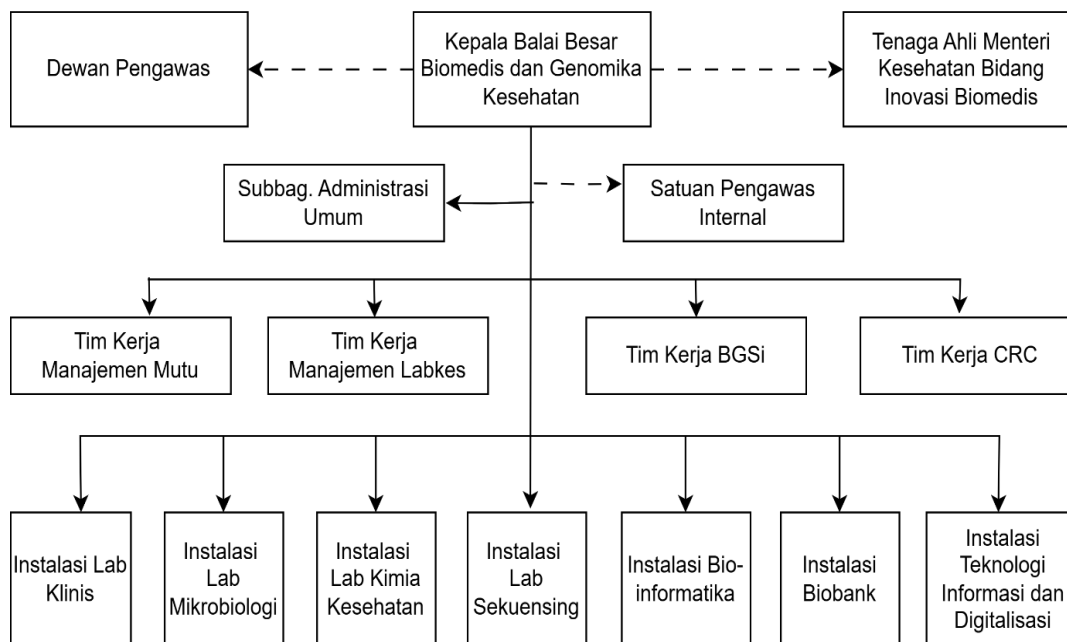 Dewan Pengawas
Kepala Balai Besar
Biomedis dan Genomika
Kesehatan
Tenaga Ahli Menteri
Kesehatan Bidang
Inovasi Biomedis
Subbag. Administrasi
Umum
Satuan Pengawas
Internal
Tim Kerja
Manajemen Mutu
Tim Kerja
Manajemen Labkes
Tim Kerja BGSi
Tim Kerja CRC
Instalasi Lab
Klinis
Instalasi
Lab
Mikrobiologi
Instalasi
Lab Kimia
Kesehatan
Instalasi
Lab
Sekuensing
Instalasi Bio-
informatika
Instalasi
Biobank
Instalasi
Teknologi
Informasi dan
Digitalisasi